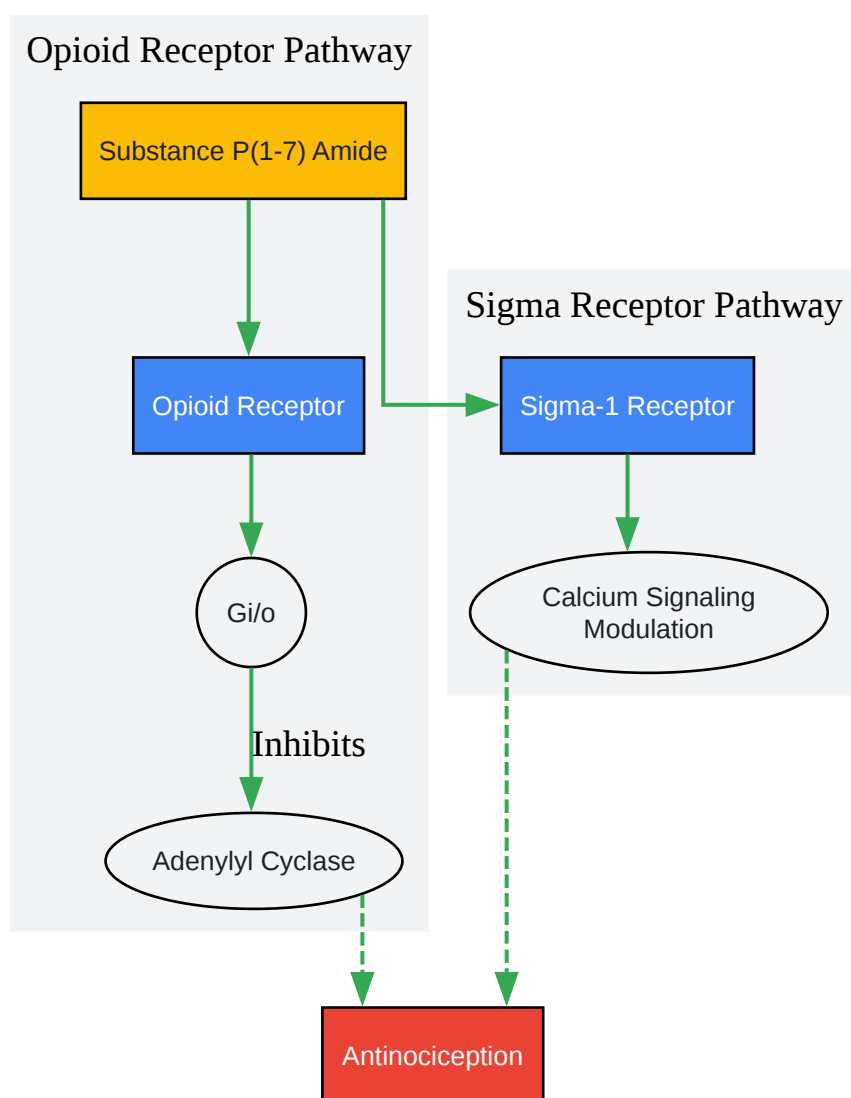 Opioid Receptor Pathway
Substance P(1-7) Amide
Sigma Receptor Pathway
Opioid Receptor
Sigma-1 Receptor
Gi/o
Calcium Signaling
Modulation
Inhibits
Adenylyl Cyclase
Antinociception